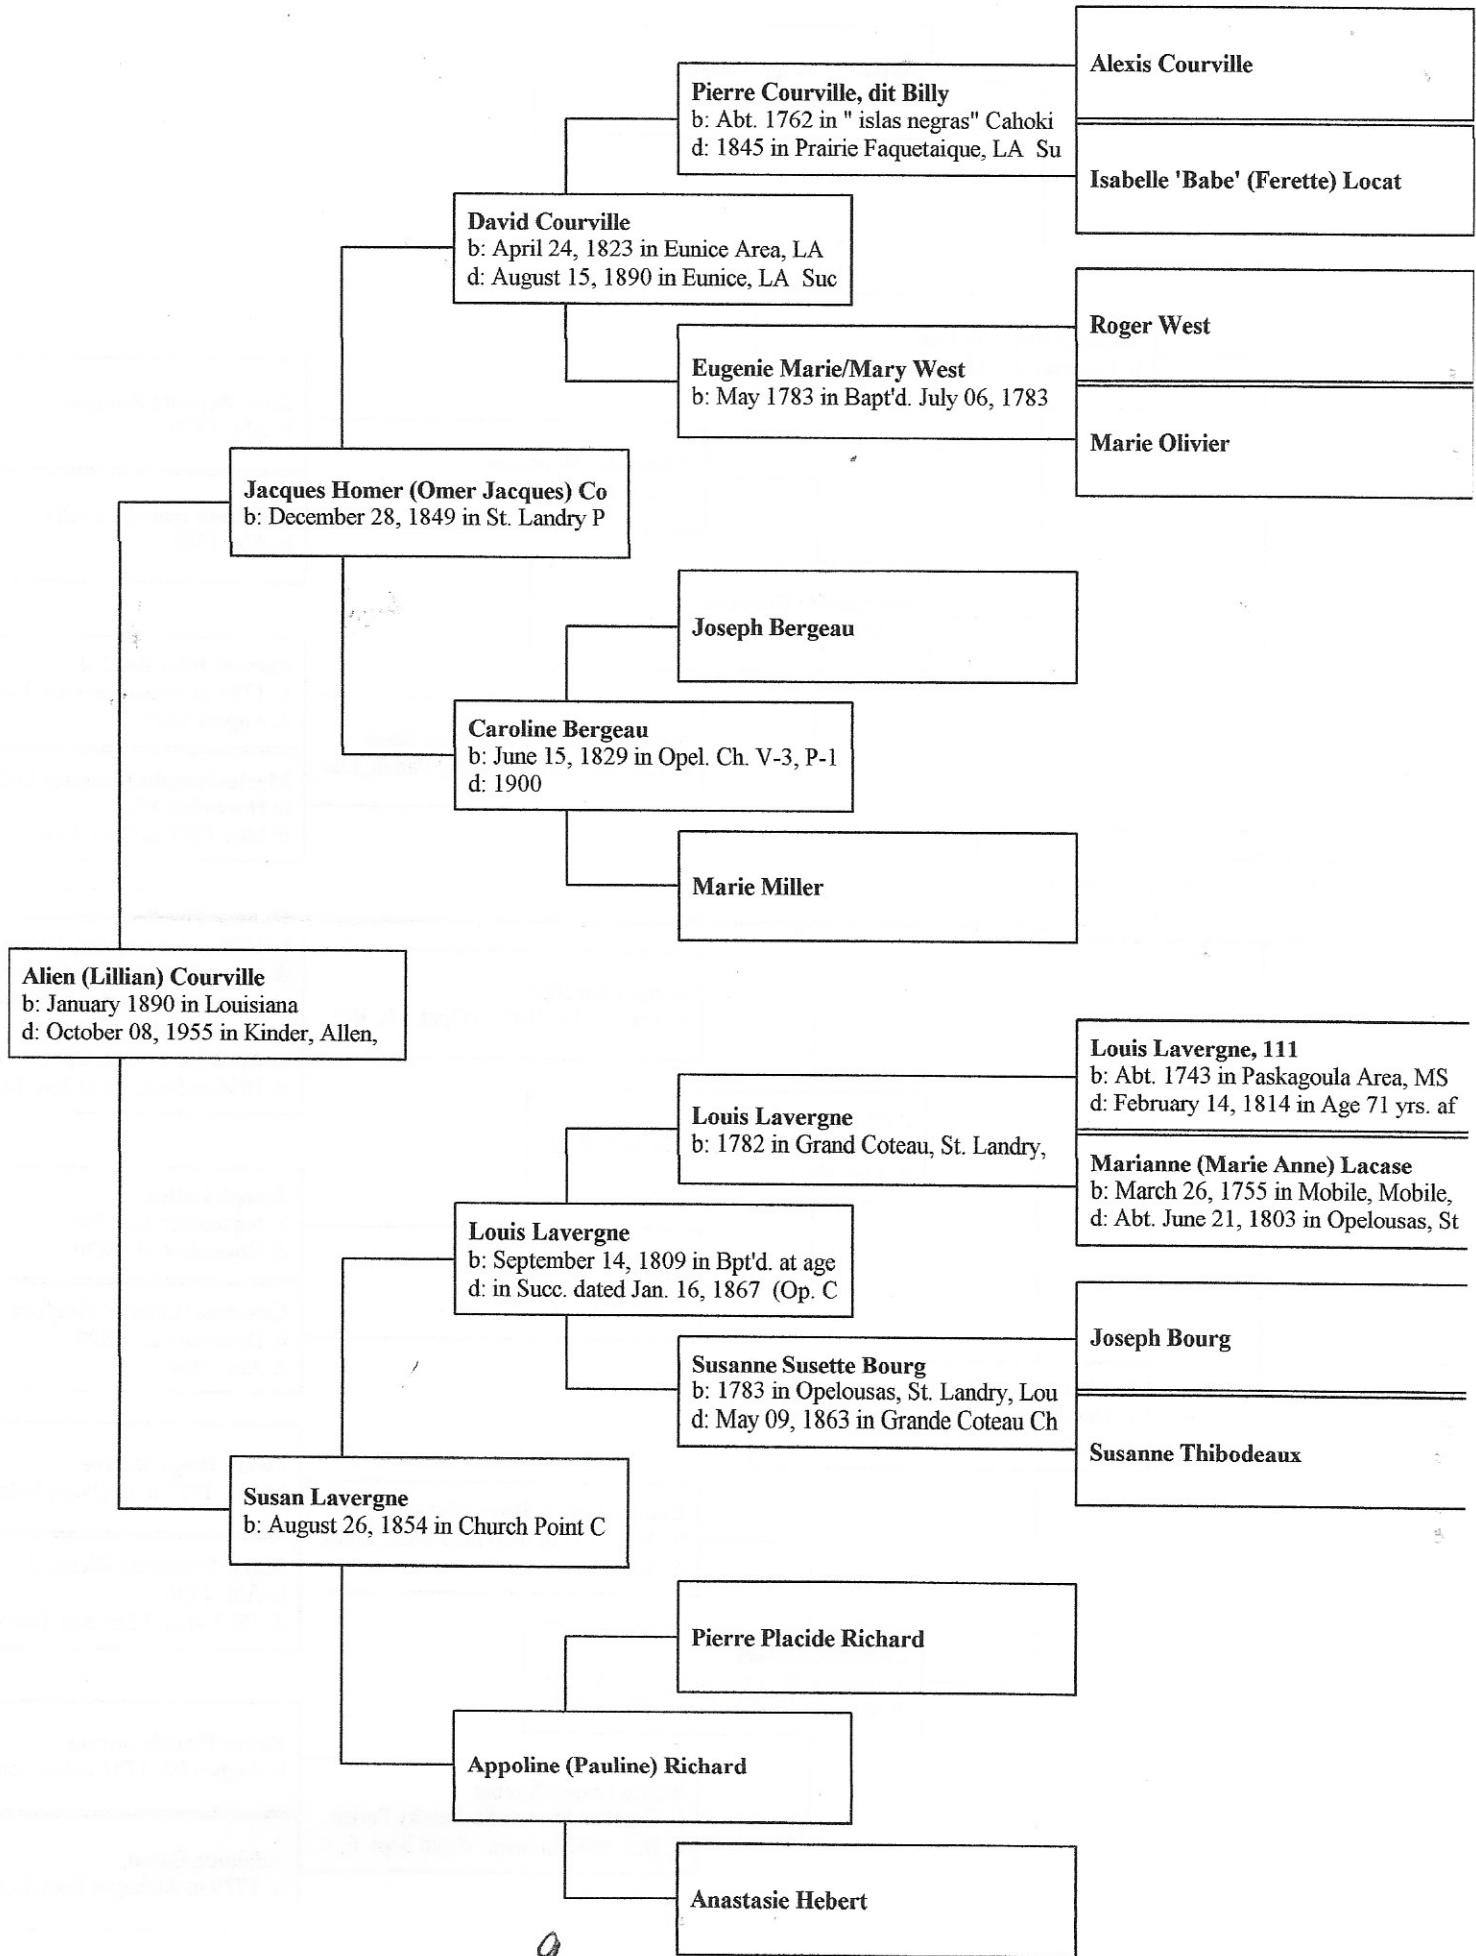 Alexis Courville
Pierre Courville, dit Billy
b: Abt. 1762 in " islas negras" Cahoki
d: 1845 in Prairie Faquetaique, LA Su
Isabelle 'Babe' (Ferette) Locat
David Courville
b: April 24, 1823 in Eunice Area, LA
d: August 15, 1890 in Eunice, LA Suc
Roger West
Eugenie Marie/Mary West
b: May 1783 in Bapt'd. July 06, 1783
Marie Olivier
Jacques Homer (Omer Jacques) Co
b: December 28, 1849 in St. Landry P
Joseph Bergeau
Caroline Bergeau
b: June 15, 1829 in Opel. Ch. V-3, P-1
d: 1900
Marie Miller
Alien (Lillian) Courville
b: January 1890 in Louisiana
d: October 08, 1955 in Kinder, Allen,
Louis Lavergne, 111
b: Abt. 1743 in Paskagoula Area, MS
d: February 14, 1814 in Age 71 yrs. af
Louis Lavergne
b: 1782 in Grand Coteau, St. Landry,
Marianne (Marie Anne) Lacase
b: March 26, 1755 in Mobile, Mobile,
d: Abt. June 21, 1803 in Opelousas, St
Louis Lavergne
b: September 14, 1809 in Bpt'd. at age
d: in Succ. dated Jan. 16, 1867 (Op. C
Joseph Bourg
Susanne Susette Bourg
b: 1783 in Opelousas, St. Landry, Lou
d: May 09, 1863 in Grande Coteau Ch
Susanne Thibodeaux
Susan Lavergne
b: August 26, 1854 in Church Point C
Pierre Placide Richard
Appoline (Pauline) Richard
Anastasie Hebert